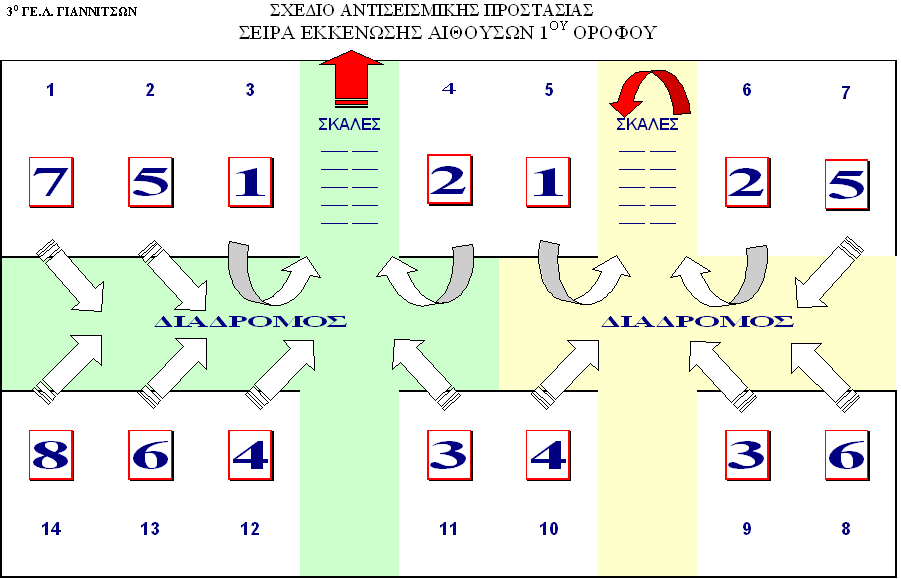 3Ο ΓΕ.Λ. ΓΙΑΝΝΙΤΣΩΝ
ΣΧΕΔΙΟ ΑΝΤΙΣΕΙΣΜΙΚΗΣ ΠΡΟΣΤΑΣΙΑΣ
ΣΕΙΡΑ ΕΚΚΕΝΩΣΗΣ ΑΙΘΟΥΣΩΝ 1ΟΥ ΟΡΟΦΟΥ
1 2 3 4 5 6 7
ΣΚΑΛΕΣ ΣΚΑΛΕΣ
7 5 1 2 1 2 5
ΔΙΑΔΡΟΜΟΣ ΔΙΑΔΡΟΜΟΣ
8 6 4 3 4 3 6
14 13 12 11 10 9 8